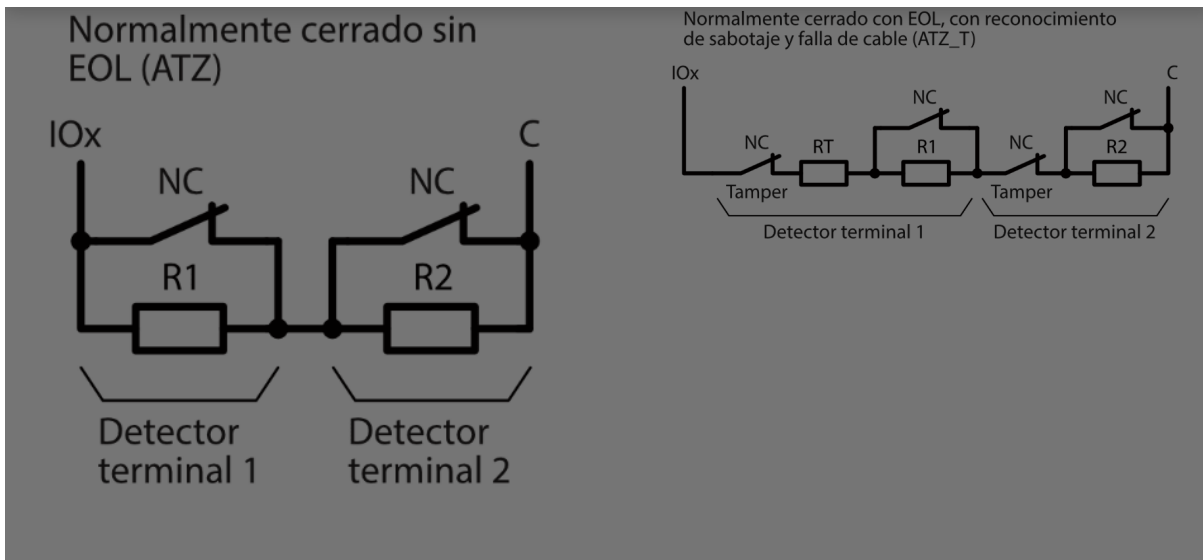 Normalmente cerrado sin
EOL (ATZ)
IOx
C
NC
NC
R1
R2
Detector
terminal 1
Detector
terminal 2
Normalmente cerrado con EOL, con reconocimiento
de sabotaje y falla de cable (ATZ_T)
IOx
C
NC
NC
NC
RT
R1
NC
R2
Tamper
Tamper
Detector terminal 1
Detector terminal 2